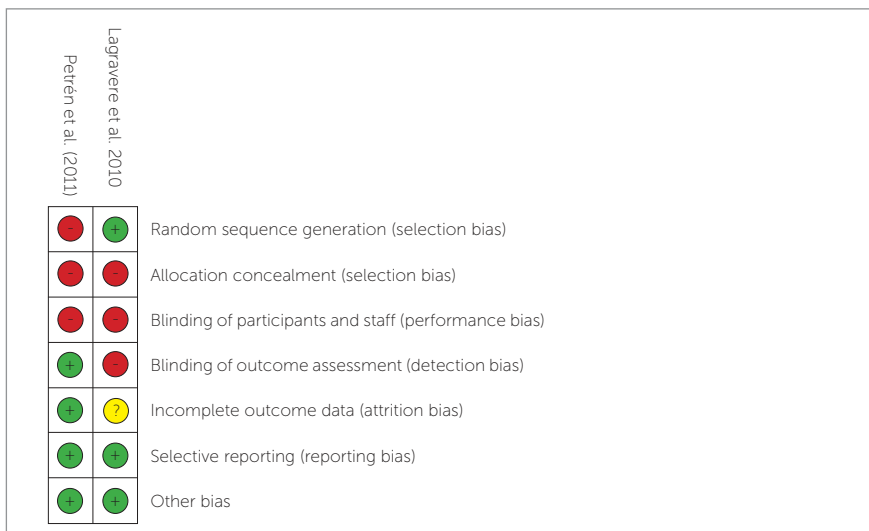 Petrén et al. (2011)
Lagravere et al. 2010
- + Random sequence generation (selection bias)
- - Allocation concealment (selection bias)
- - Blinding of participants and staff (performance bias)
+ - Blinding of outcome assessment (detection bias)
+ ? Incomplete outcome data (attrition bias)
+ + Selective reporting (reporting bias)
+ + Other bias